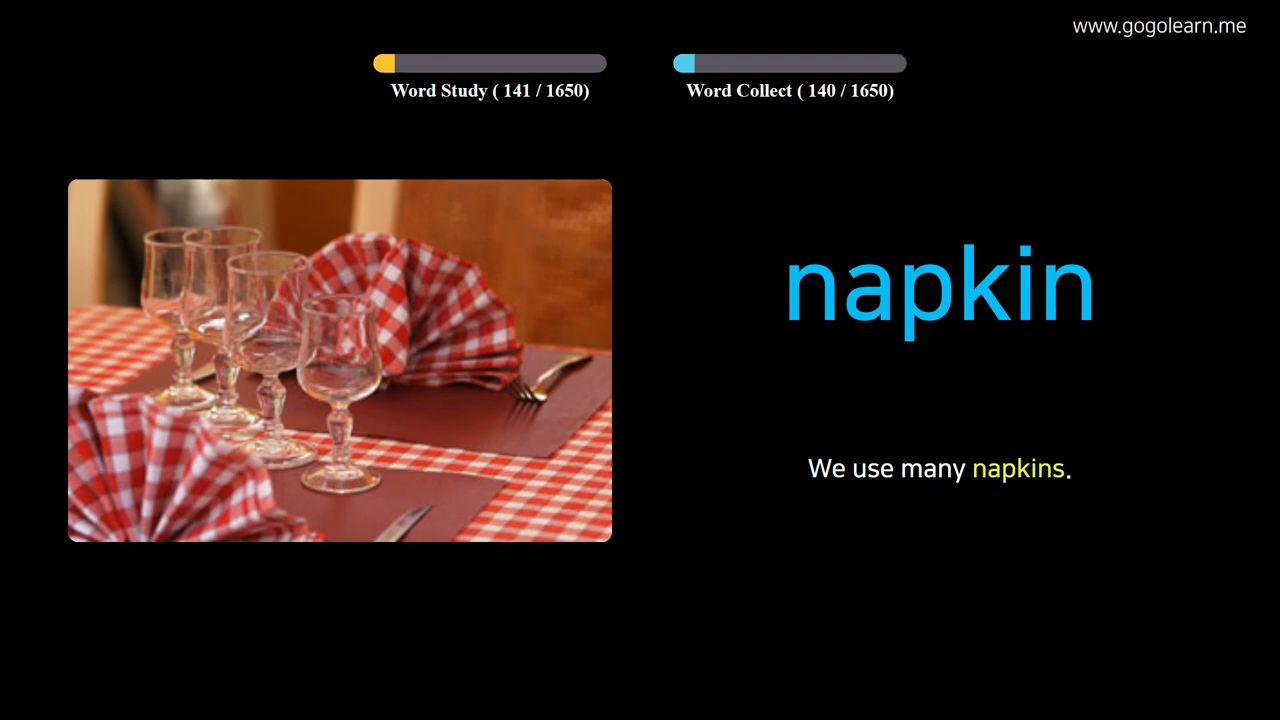 www.gogolearn.me
Word Study ( 141 / 1650)
Word Collect ( 140 / 1650)
napkin
We use many napkins.